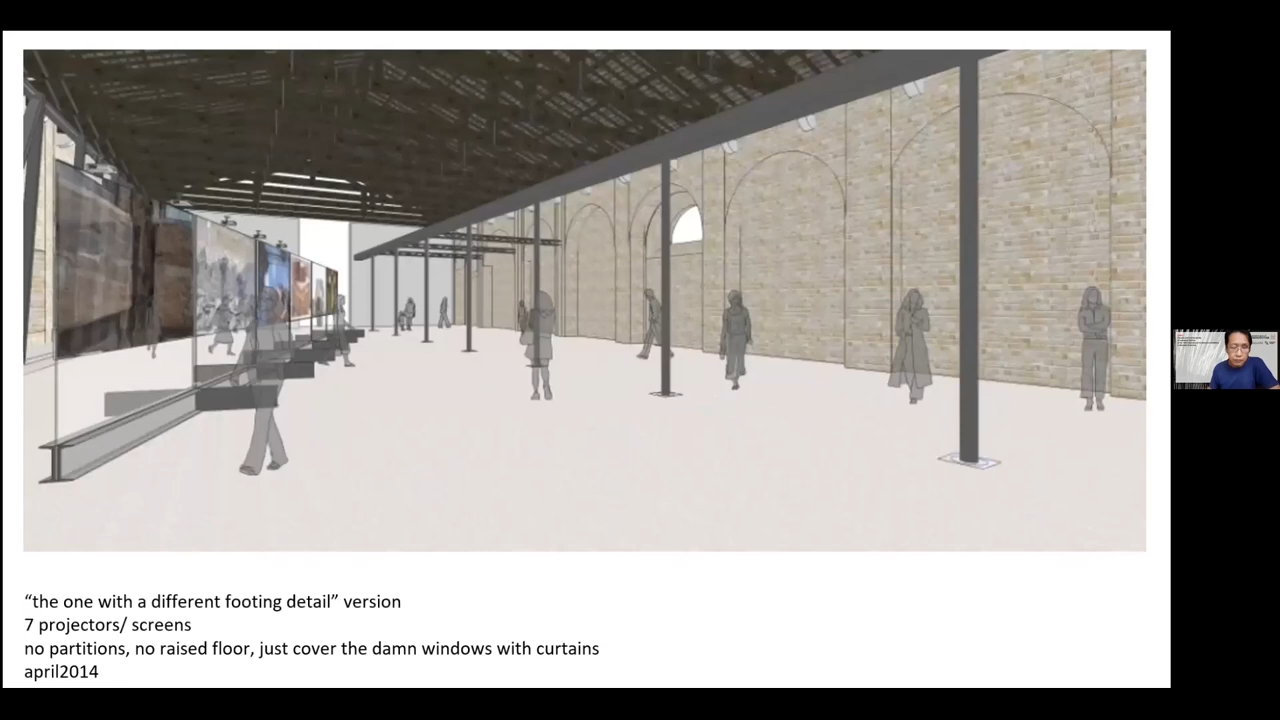 “the one with a different footing detail” version
7 projectors/ screens
no partitions, no raised floor, just cover the damn windows with curtains
april2014